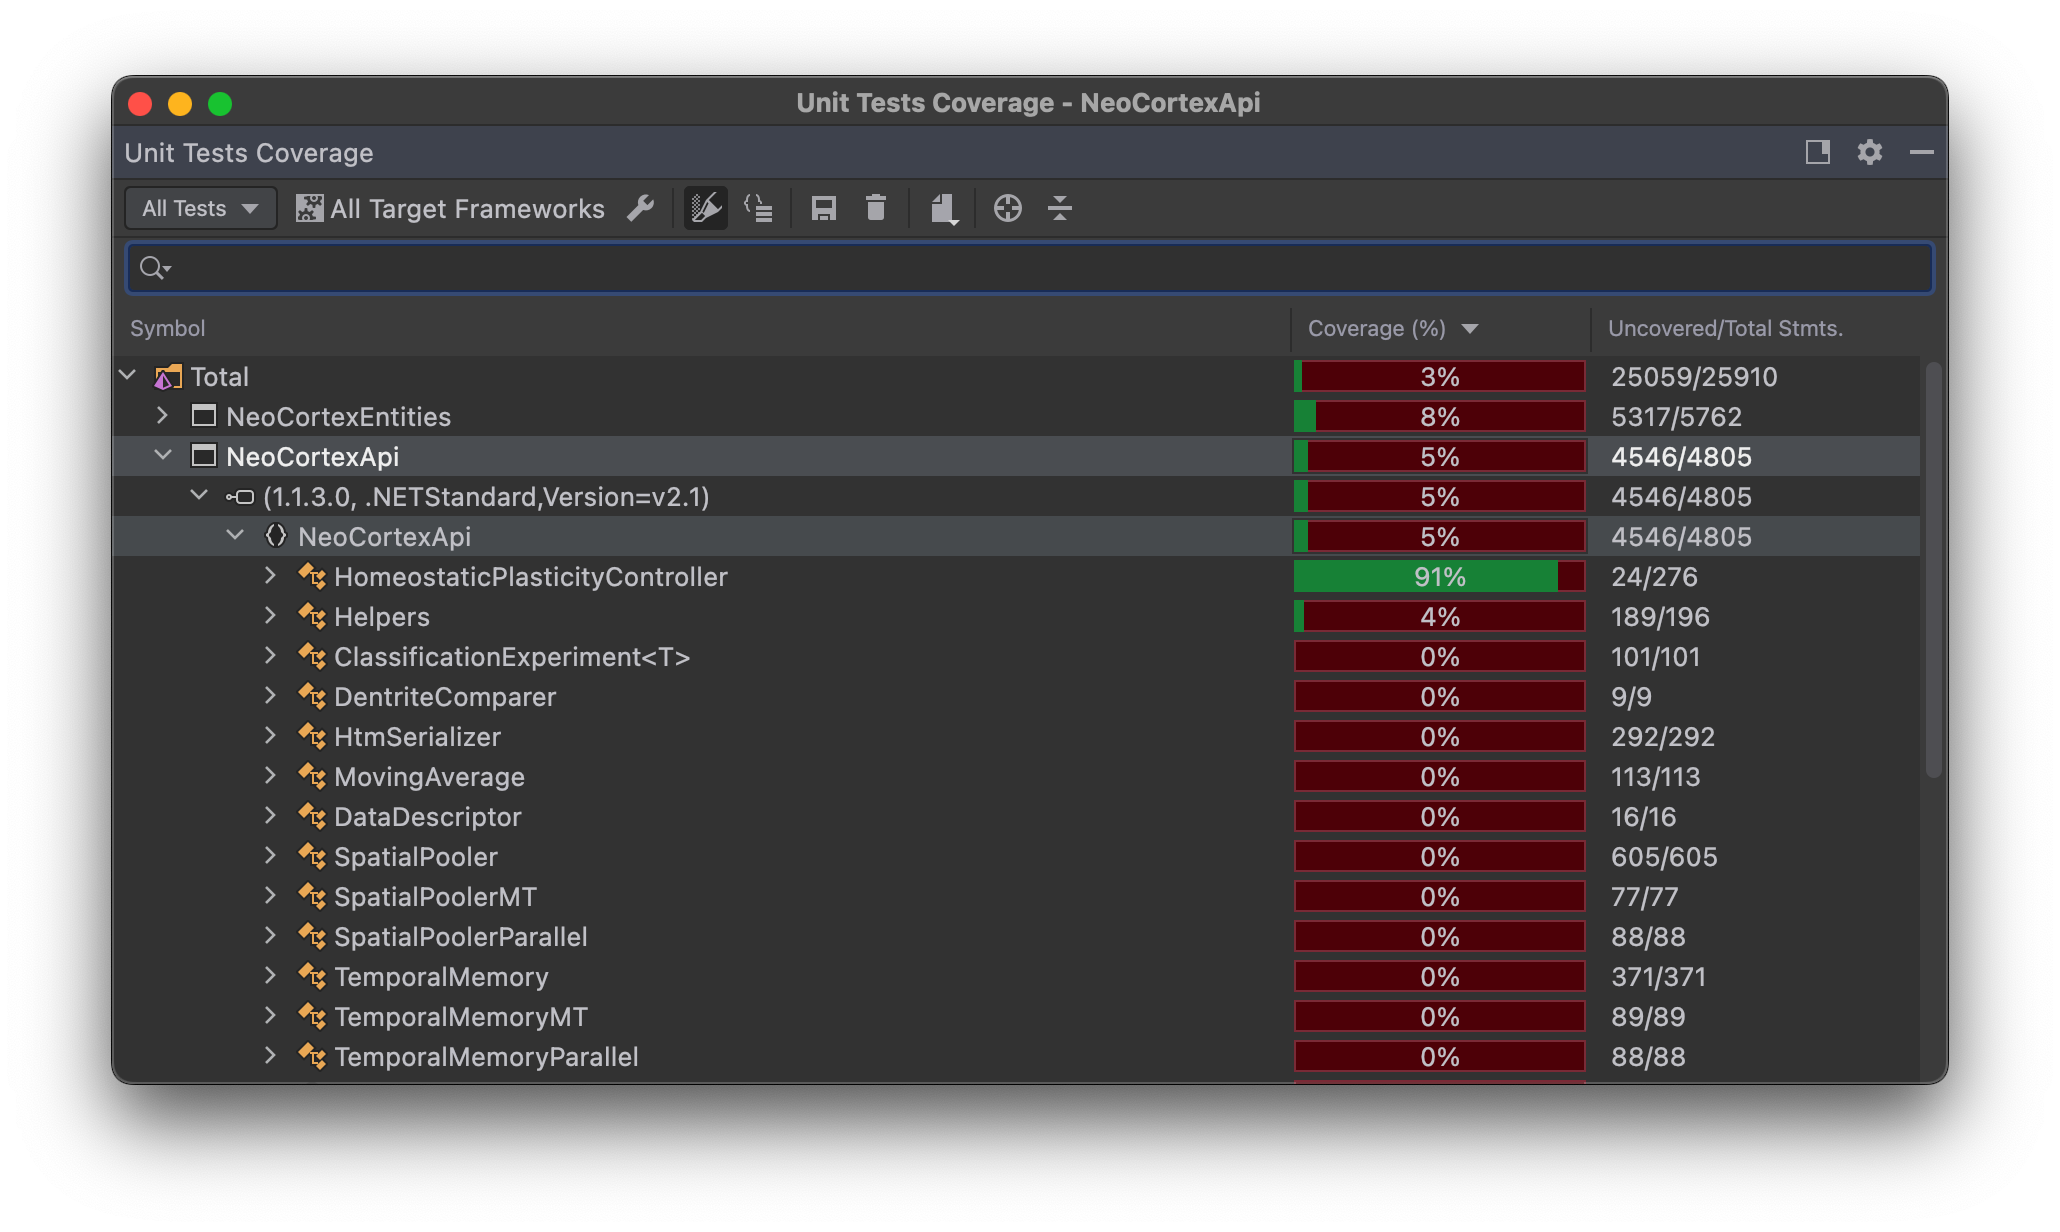 Unit Tests Coverage - NeoCortexApi
Unit Tests Coverage
All Tests All Target Frameworks
Symbol Coverage (%) Uncovered/Total Stmts.
Total 3% 25059/25910
NeoCortexEntities 8% 5317/5762
NeoCortexApi 5% 4546/4805
(1.1.3.0, .NETStandard,Version=v2.1) 5% 4546/4805
NeoCortexApi 5% 4546/4805
HomeostaticPlasticityController 91% 24/276
Helpers 4% 189/196
ClassificationExperiment<T> 0% 101/101
DentriteComparer 0% 9/9
HtmSerializer 0% 292/292
MovingAverage 0% 113/113
DataDescriptor 0% 16/16
SpatialPooler 0% 605/605
SpatialPoolerMT 0% 77/77
SpatialPoolerParallel 0% 88/88
TemporalMemory 0% 371/371
TemporalMemoryMT 0% 89/89
TemporalMemoryParallel 0% 88/88